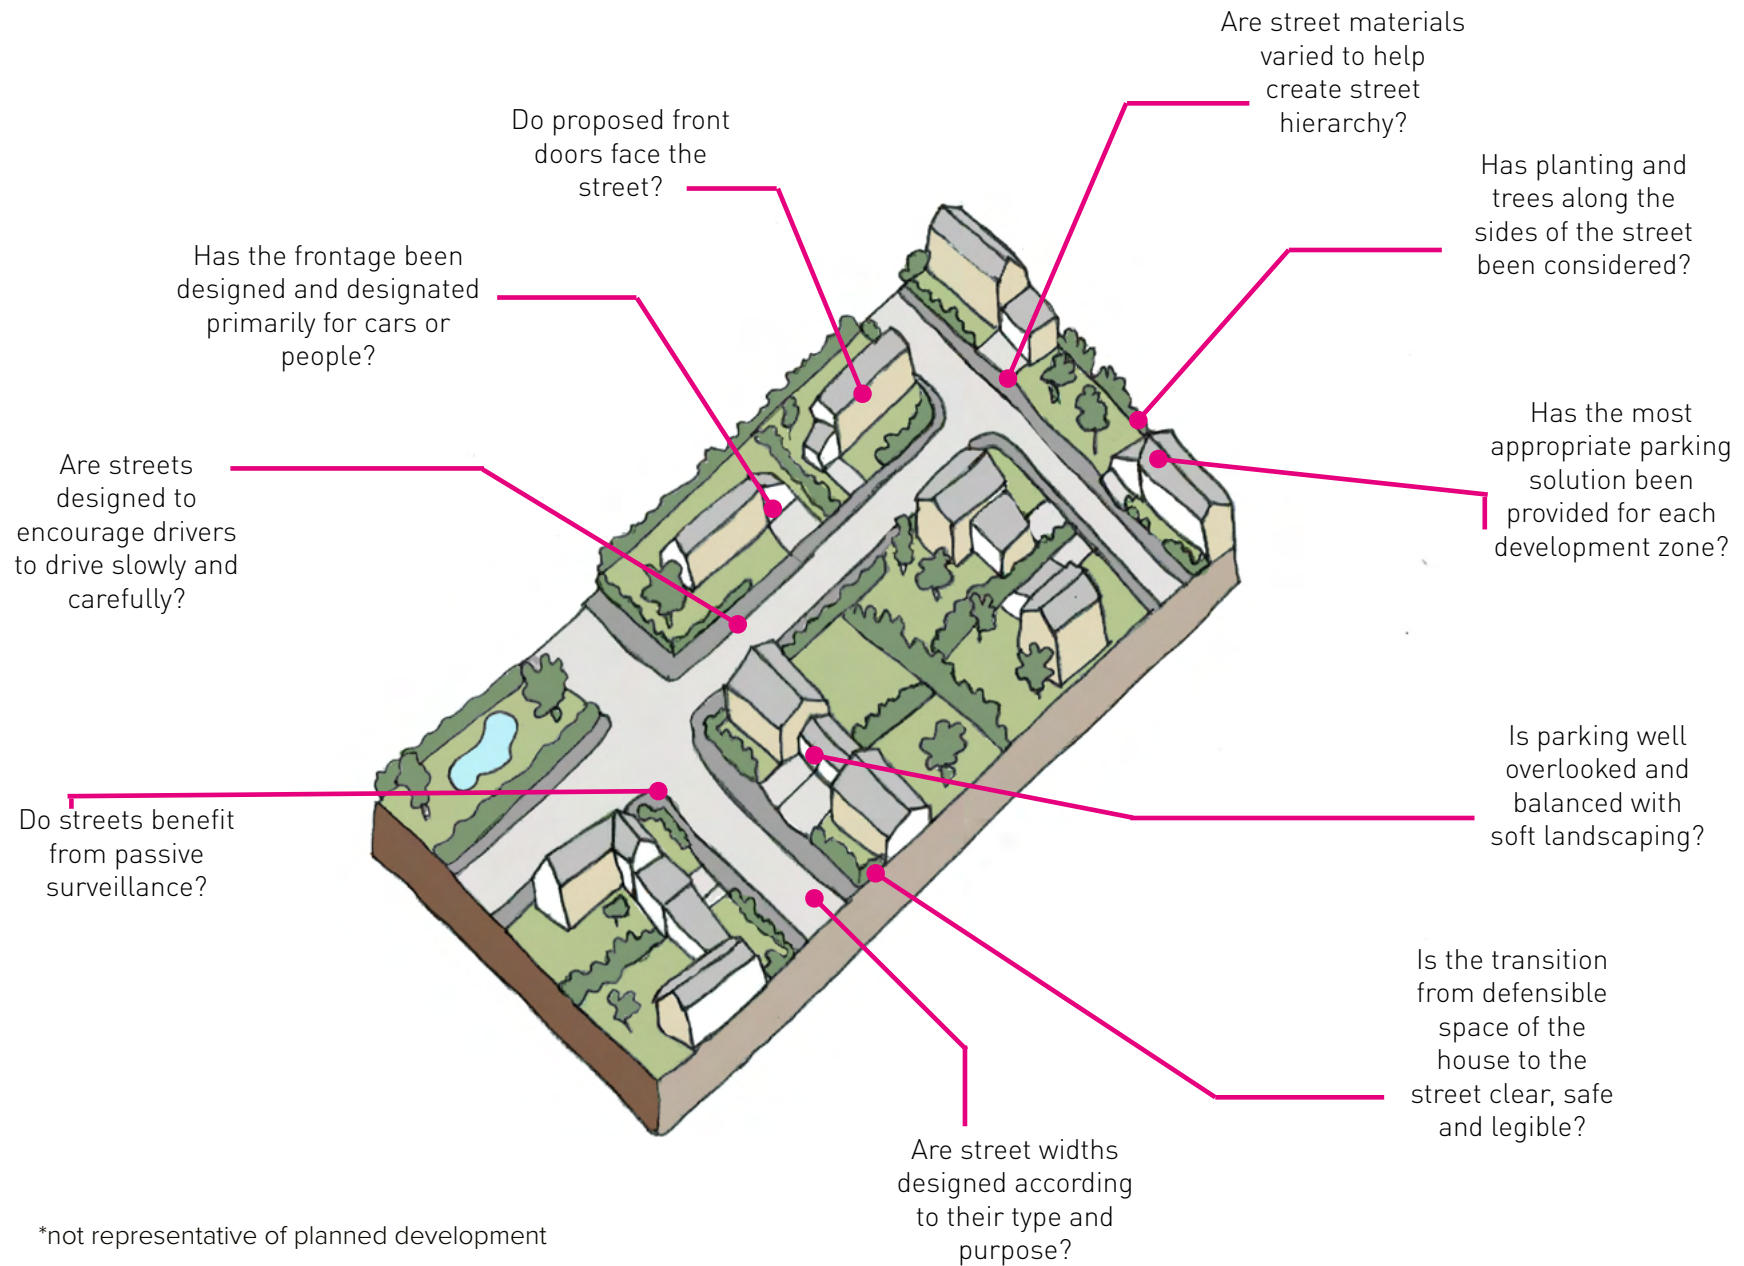 Are street materials
varied to help
create street
hierarchy?
Do proposed front
doors face the
street?
Has planting and
trees along the
sides of the street
been considered?
Has the frontage been
designed and designated
primarily for cars or
people?
Has the most
appropriate parking
solution been
provided for each
development zone?
Are streets
designed to
encourage drivers
to drive slowly and
carefully?
Is parking well
overlooked and
balanced with
soft landscaping?
Do streets benefit
from passive
surveillance?
Is the transition
from defensible
space of the
house to the
street clear, safe
and legible?
Are street widths
designed according
to their type and
purpose?
*not representative of planned development